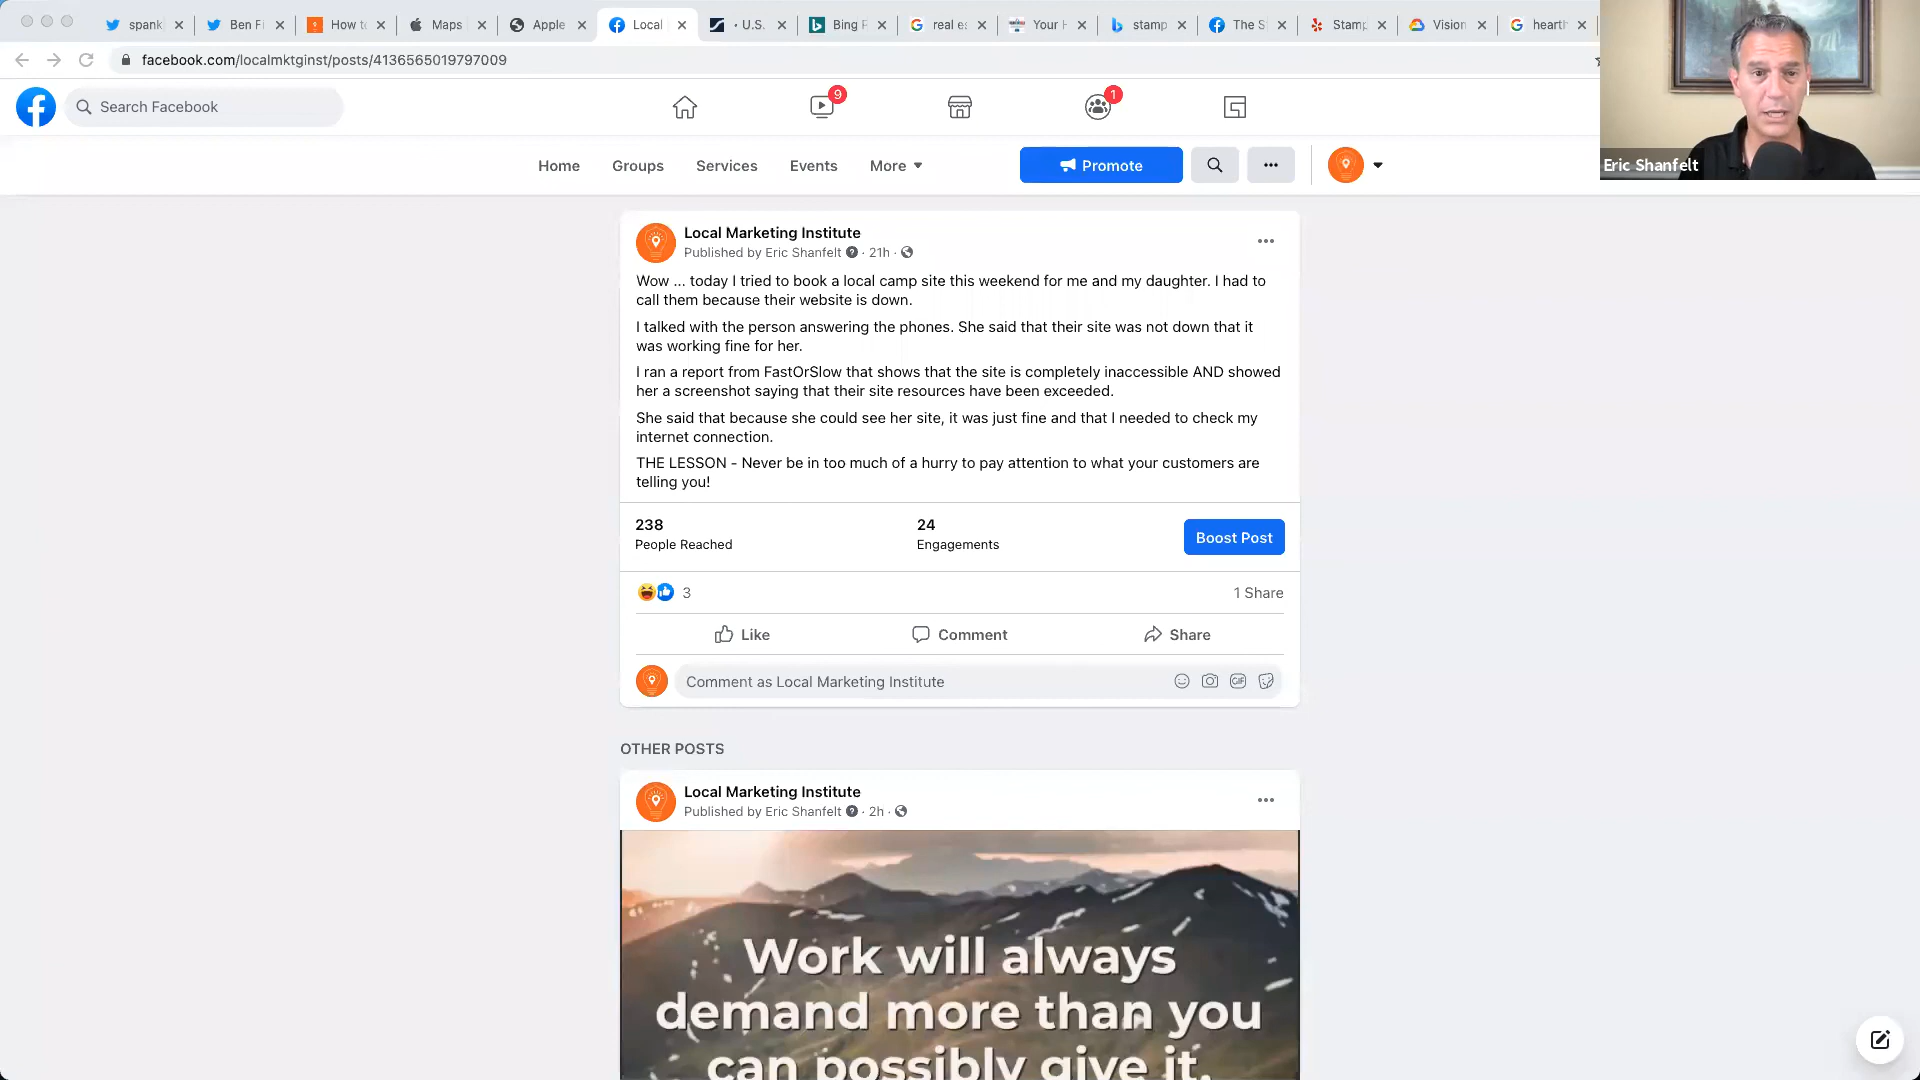 spank
Ben Fi
How to
Maps
Apple
Local
• U.S.
Bing P
real es
Your H
stamp
The S
Stamp
Vision
hearth
facebook.com/localmktginst/posts/4136565019797009
Search Facebook
9
1
Home
Groups
Services
Events
More
Promote
Eric Shanfelt
Local Marketing Institute
Published by Eric Shanfelt · 21h ·
Wow ... today I tried to book a local camp site this weekend for me and my daughter. I had to
call them because their website is down.
I talked with the person answering the phones. She said that their site was not down that it
was working fine for her.
I ran a report from FastOrSlow that shows that the site is completely inaccessible AND showed
her a screenshot saying that their site resources have been exceeded.
She said that because she could see her site, it was just fine and that I needed to check my
internet connection.
THE LESSON - Never be in too much of a hurry to pay attention to what your customers are
telling you!
238
People Reached
24
Engagements
Boost Post
3
1 Share
Like
Comment
Share
Comment as Local Marketing Institute
GIF
OTHER POSTS
Local Marketing Institute
Published by Eric Shanfelt · 2h ·
Work will always
demand more than you
can possibly give it.